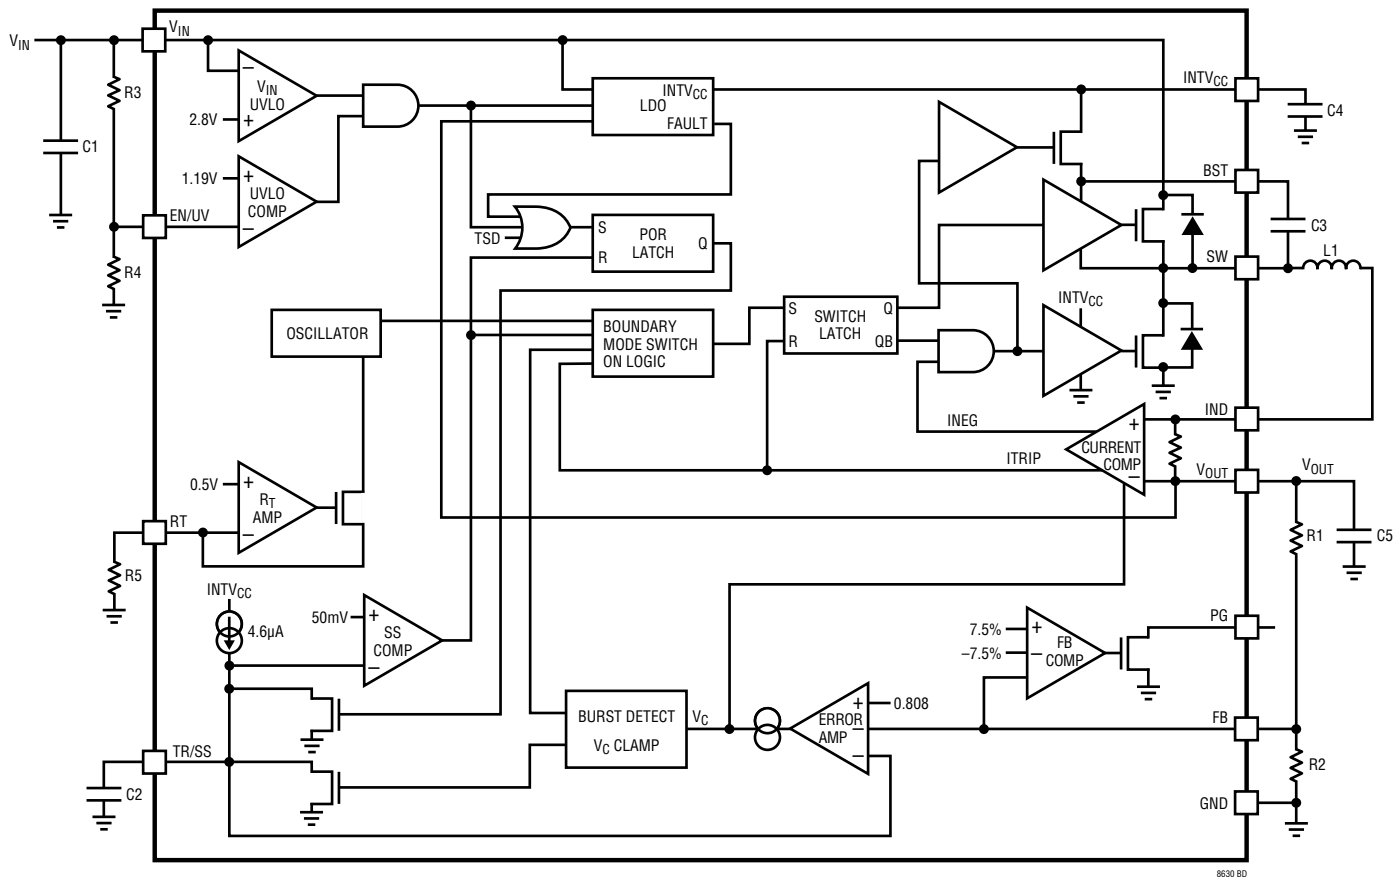 VIN
VIN
R3
C1
2.8V
−
+
VIN
UVLO
1.19V
+
−
UVLO
COMP
EN/UV
R4
INTVCC
LDO
FAULT
TSD
S
R
POR
LATCH
Q
INTVCC
C4
BST
C3
SW
L1
OSCILLATOR
BOUNDARY
MODE SWITCH
ON LOGIC
S
R
SWITCH
LATCH
Q
QB
INTVCC
INEG
ITRIP
+
−
CURRENT
COMP
IND
VOUT
VOUT
R1
C5
0.5V
+
−
RT
AMP
RT
R5
INTVCC
4.6µA
50mV
+
−
SS
COMP
TR/SS
C2
BURST DETECT
VC CLAMP
VC
ERROR
AMP
+
−
−
0.808
7.5%
–7.5%
+
−
FB
COMP
PG
FB
R2
GND
8630 BD